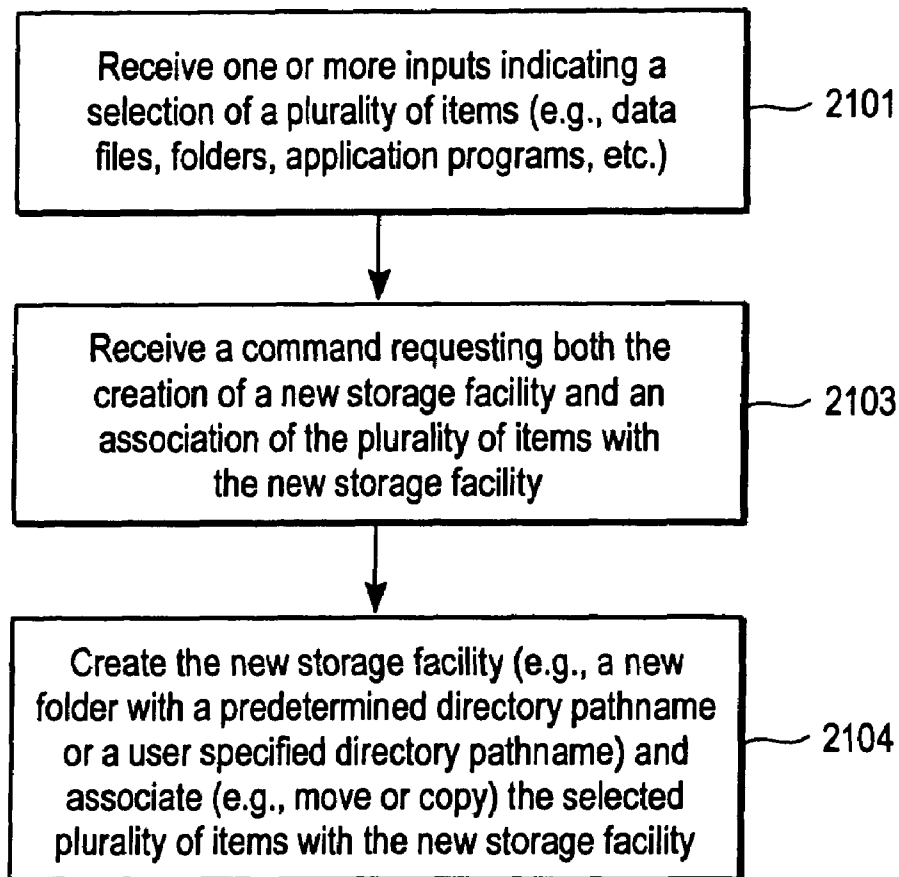 Receive one or more inputs indicating a
selection of a plurality of items (e.g., data
files, folders, application programs, etc.)
2101
Receive a command requesting both the
creation of a new storage facility and an
association of the plurality of items with
the new storage facility
2103
Create the new storage facility (e.g., a new
folder with a predetermined directory pathname
or a user specified directory pathname) and
associate (e.g., move or copy) the selected
plurality of items with the new storage facility
2104